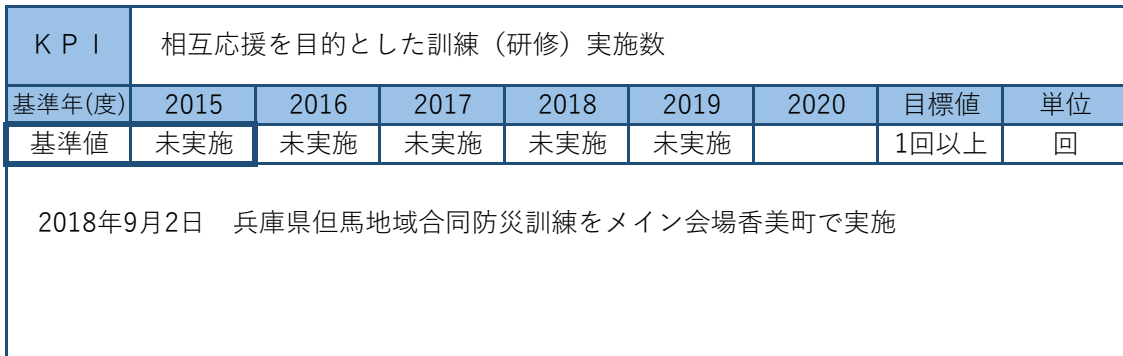 ＫＰＩ 相互応援を目的とした訓練（研修）実施数
基準年(度) 2015 2016 2017 2018 2019 2020 目標値 単位
基準値 未実施 未実施 未実施 未実施 未実施 1回以上 回
2018年9月2日　兵庫県但馬地域合同防災訓練をメイン会場香美町で実施